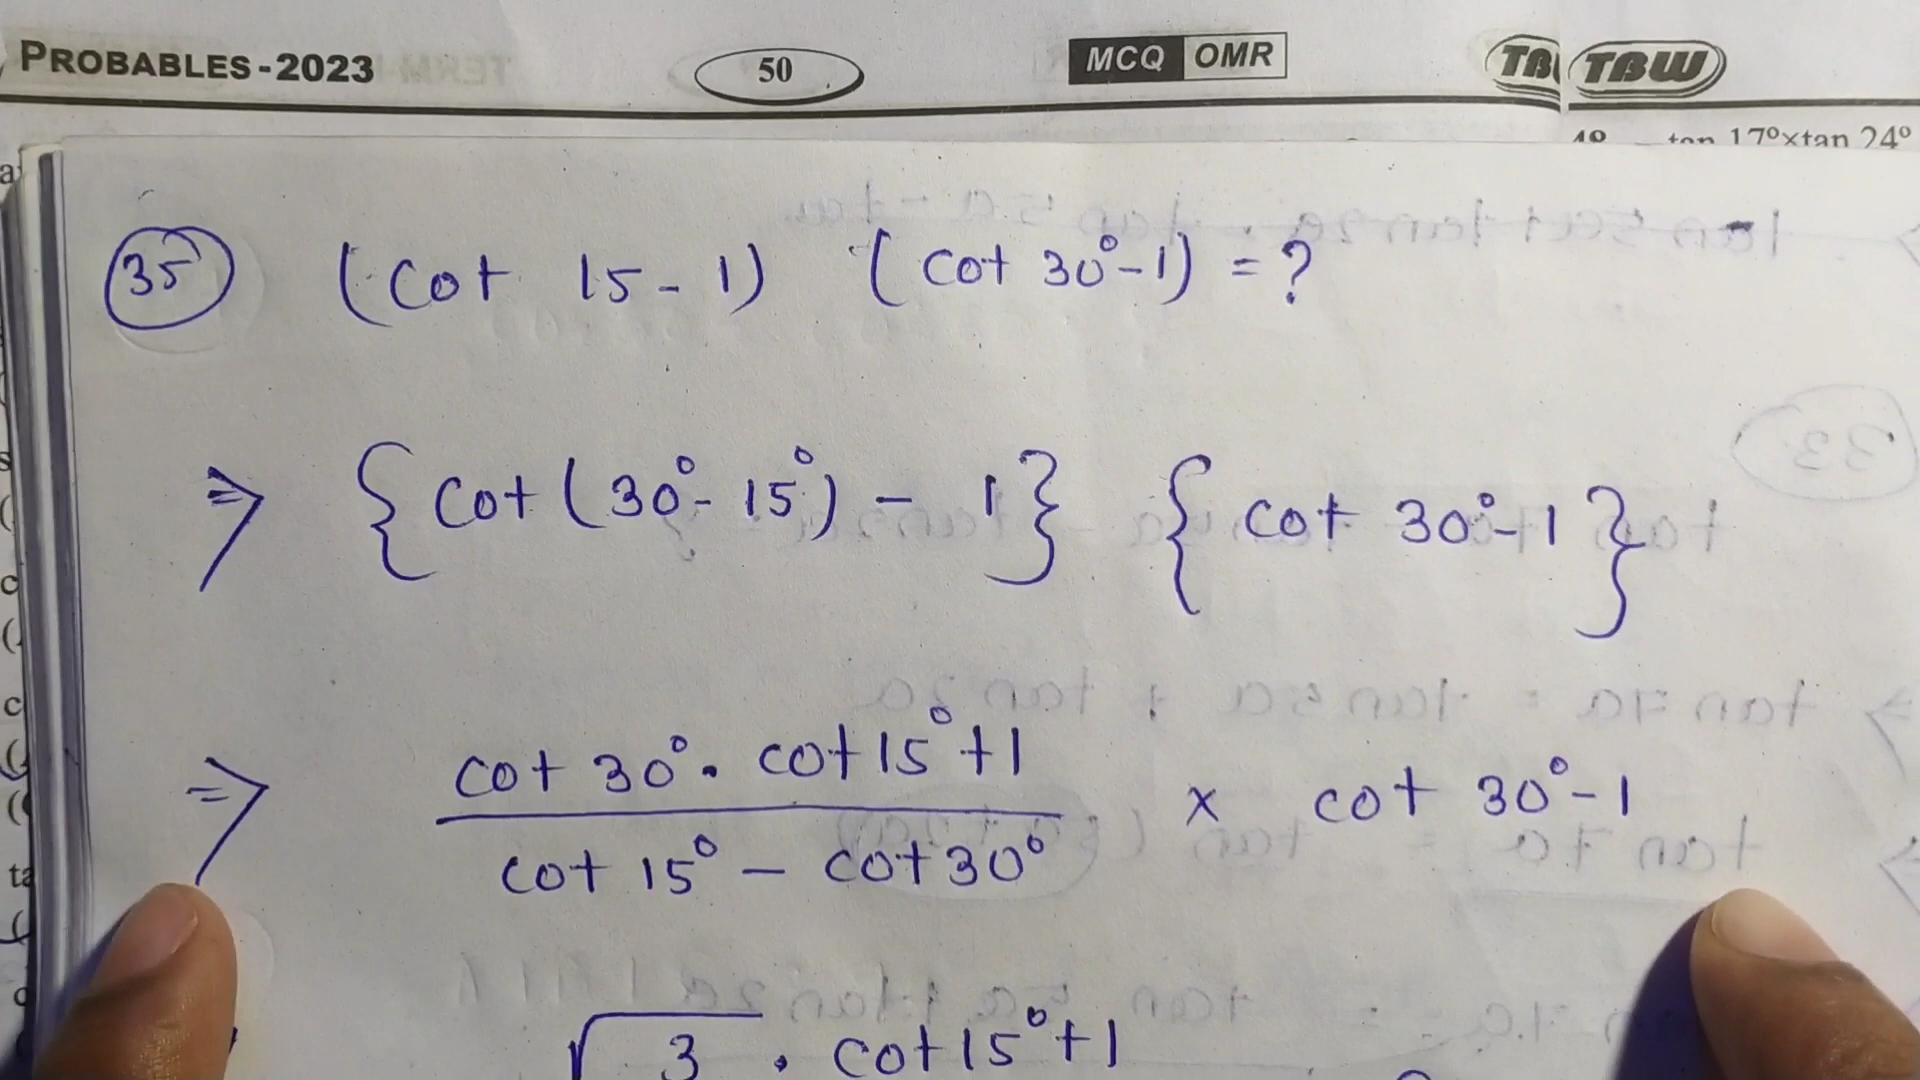 PROBABLES - 2023 50 MCQ OMR TBW
tan 17°×tan 24°
35 (cot 15 - 1) (cot 30° - 1) = ?
⇒ {cot (30° - 15°) - 1} {cot 30° - 1}
⇒ cot 30° . cot 15° + 1 × cot 30° - 1
cot 15° - cot 30°
√3 . cot 15° + 1